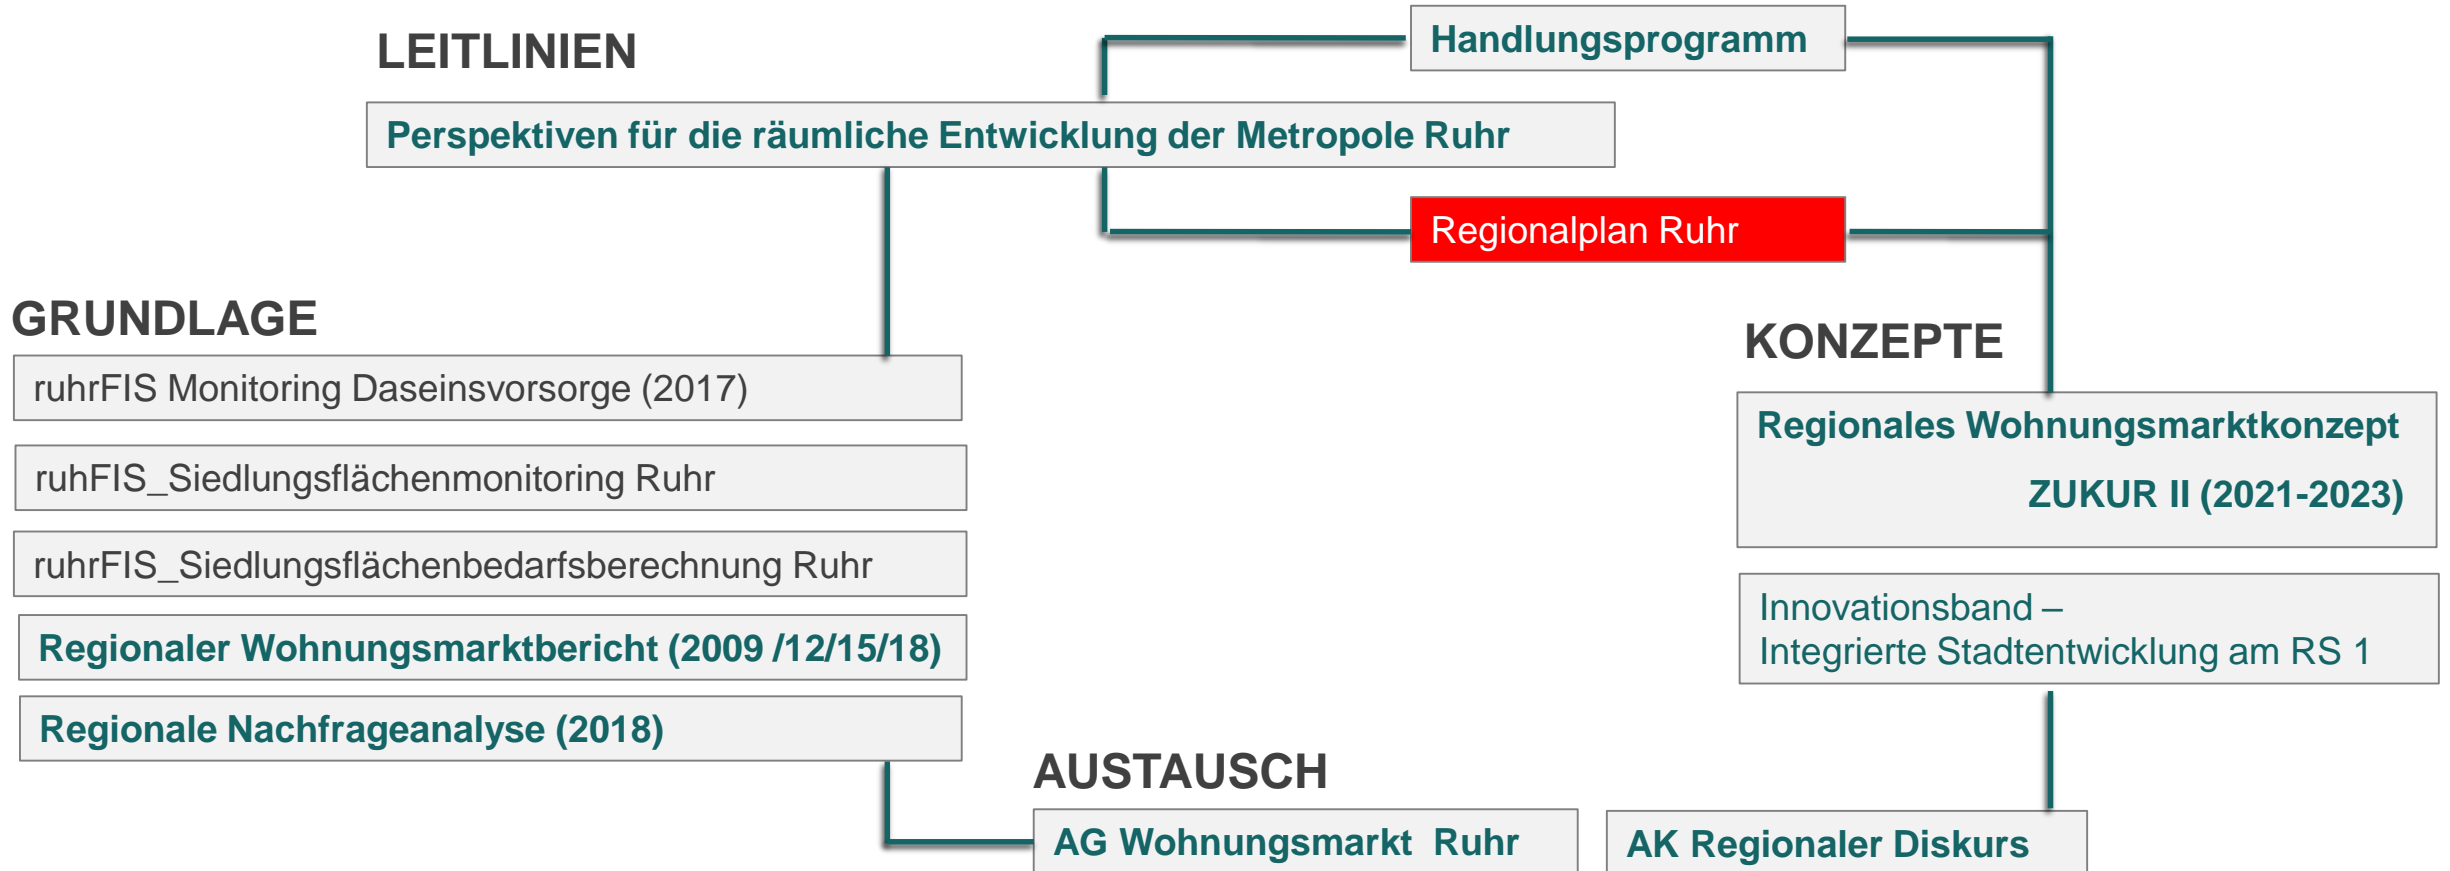 LEITLINIEN
Handlungsprogramm
Perspektiven für die räumliche Entwicklung der Metropole Ruhr
Regionalplan Ruhr
GRUNDLAGE
ruhrFIS Monitoring Daseinsvorsorge (2017)
ruhFIS_Siedlungsflächenmonitoring Ruhr
ruhrFIS_Siedlungsflächenbedarfsberechnung Ruhr
Regionaler Wohnungsmarktbericht (2009 /12/15/18)
Regionale Nachfrageanalyse (2018)
KONZEPTE
Regionales Wohnungsmarktkonzept
ZUKUR II (2021-2023)
Innovationsband –
Integrierte Stadtentwicklung am RS 1
AUSTAUSCH
AG Wohnungsmarkt Ruhr
AK Regionaler Diskurs